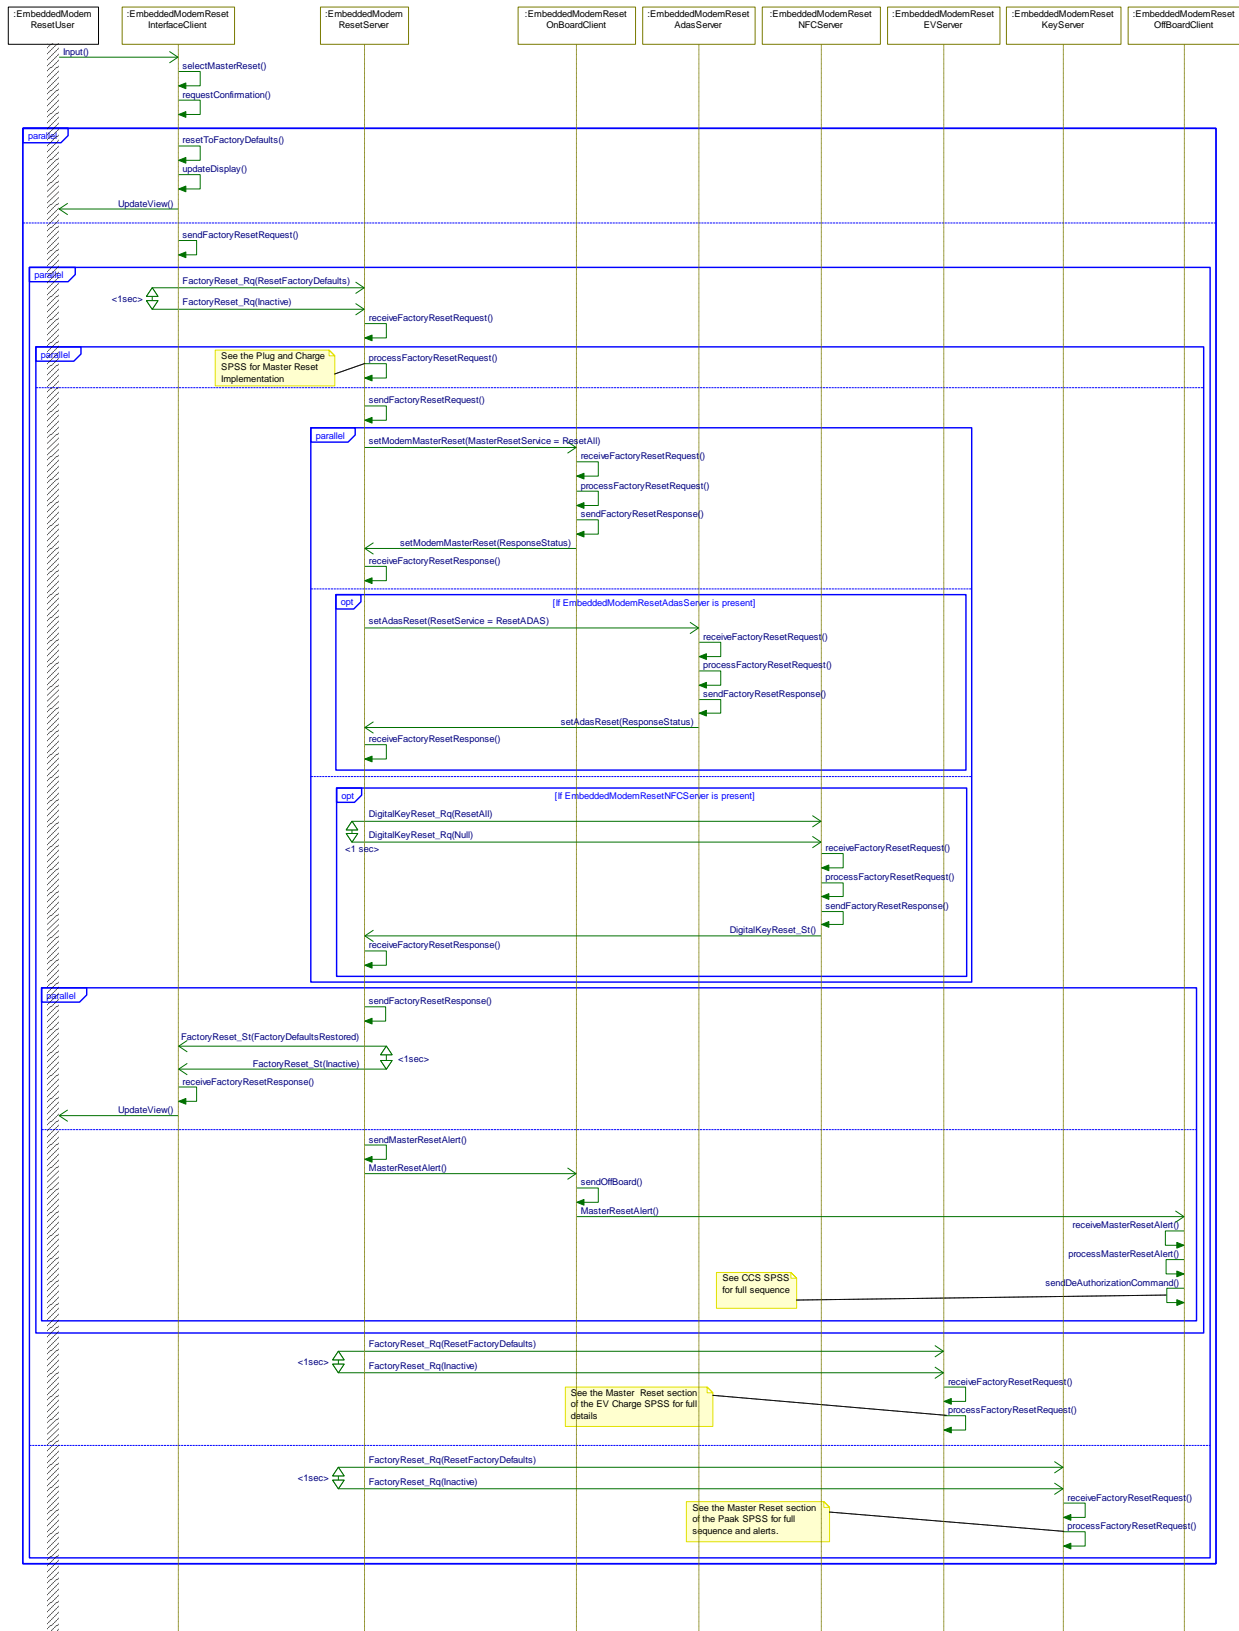 :EmbeddedModem
ResetUser
:EmbeddedModemReset
InterfaceClient
:EmbeddedModem
ResetServer
:EmbeddedModemReset
OnBoardClient
:EmbeddedModemReset
AdasServer
:EmbeddedModemReset
NFCServer
:EmbeddedModemReset
EVServer
:EmbeddedModemReset
KeyServer
:EmbeddedModemReset
OffBoardClient
Input()
selectMasterReset()
requestConfirmation()
parallel
resetToFactoryDefaults()
updateDisplay()
UpdateView()
sendFactoryResetRequest()
parallel
FactoryReset_Rq(ResetFactoryDefaults)
<1sec>
FactoryReset_Rq(Inactive)
receiveFactoryResetRequest()
parallel
See the Plug and Charge
SPSS for Master Reset
Implementation
processFactoryResetRequest()
sendFactoryResetRequest()
parallel
setModemMasterReset(MasterResetService = ResetAll)
receiveFactoryResetRequest()
processFactoryResetRequest()
sendFactoryResetResponse()
setModemMasterReset(ResponseStatus)
receiveFactoryResetResponse()
opt
[If EmbeddedModemResetAdasServer is present]
setAdasReset(ResetService = ResetADAS)
receiveFactoryResetRequest()
processFactoryResetRequest()
sendFactoryResetResponse()
setAdasReset(ResponseStatus)
receiveFactoryResetResponse()
opt
[If EmbeddedModemResetNFCServer is present]
DigitalKeyReset_Rq(ResetAll)
DigitalKeyReset_Rq(Null)
<1 sec>
receiveFactoryResetRequest()
processFactoryResetRequest()
sendFactoryResetResponse()
DigitalKeyReset_St()
receiveFactoryResetResponse()
parallel
sendFactoryResetResponse()
FactoryReset_St(FactoryDefaultsRestored)
<1sec>
FactoryReset_St(Inactive)
receiveFactoryResetResponse()
UpdateView()
sendMasterResetAlert()
MasterResetAlert()
sendOffBoard()
MasterResetAlert()
receiveMasterResetAlert()
processMasterResetAlert()
See CCS SPSS
for full sequence
sendDeAuthorizationCommand()
FactoryReset_Rq(ResetFactoryDefaults)
<1sec>
FactoryReset_Rq(Inactive)
receiveFactoryResetRequest()
See the Master  Reset section
of the EV Charge SPSS for full
details
processFactoryResetRequest()
FactoryReset_Rq(ResetFactoryDefaults)
<1sec>
FactoryReset_Rq(Inactive)
receiveFactoryResetRequest()
See the Master Reset section
of the Paak SPSS for full
sequence and alerts.
processFactoryResetRequest()